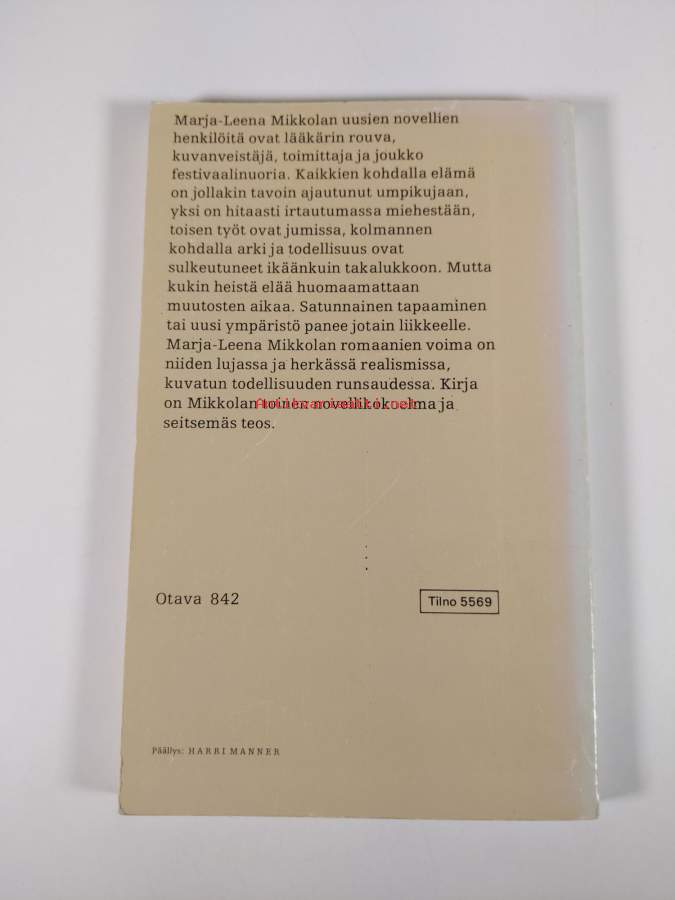 Marja-Leena Mikkolan uusien novellien
henkilöitä ovat lääkärin rouva,
kuvanveistäjä, toimittaja ja joukko
festivaalinuoria. Kaikkien kohdalla elämä
on jollakin tavoin ajautunut umpikujaan,
yksi on hitaasti irtautumassa miehestään,
toisen työt ovat jumissa, kolmannen
kohdalla arki ja todellisuus ovat
sulkeutuneet ikäänkuin takalukkoon. Mutta
kukin heistä elää huomaamattaan
muutosten aikaa. Satunnainen tapaaminen
tai uusi ympäristö panee jotain liikkeelle.
Marja-Leena Mikkolan romaanien voima on
niiden lujassa ja herkässä realismissa,
kuvatun todellisuuden runsaudessa. Kirja
on Mikkolan toinen novellikokoelma ja
Antikvariaatti.net
seitsemäs teos.
Otava 842
Tilno 5569
Päällys: HARRI MANNER